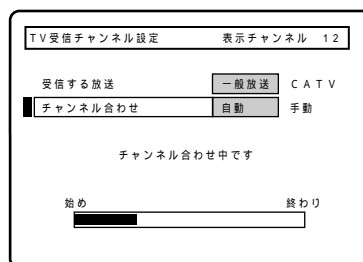 TV受信チャンネル設定 表示チャンネル 12
受信する放送 一般放送 CATV
チャンネル合わせ 自動 手動
チャンネル合わせ中です
始め 終わり